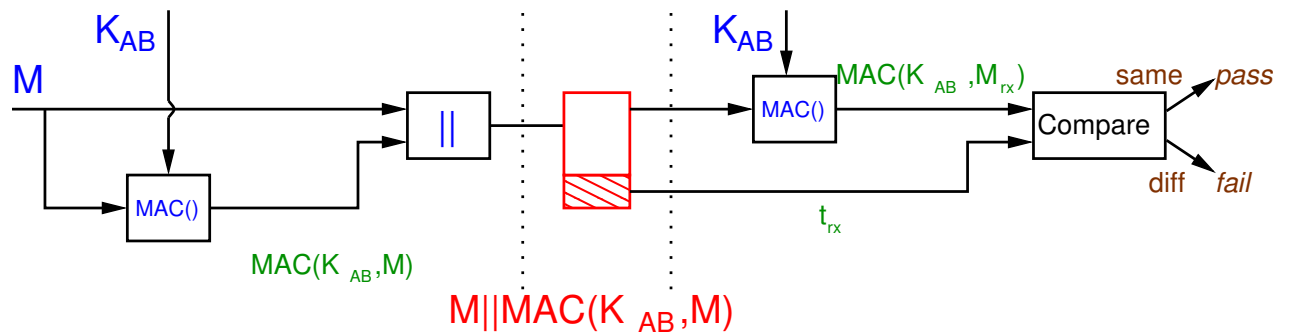 K_AB
M
MAC()
MAC(K_AB,M)
||
M||MAC(K_AB,M)
K_AB
MAC()
MAC(K_AB,M_rx)
t_rx
Compare
same
pass
diff
fail